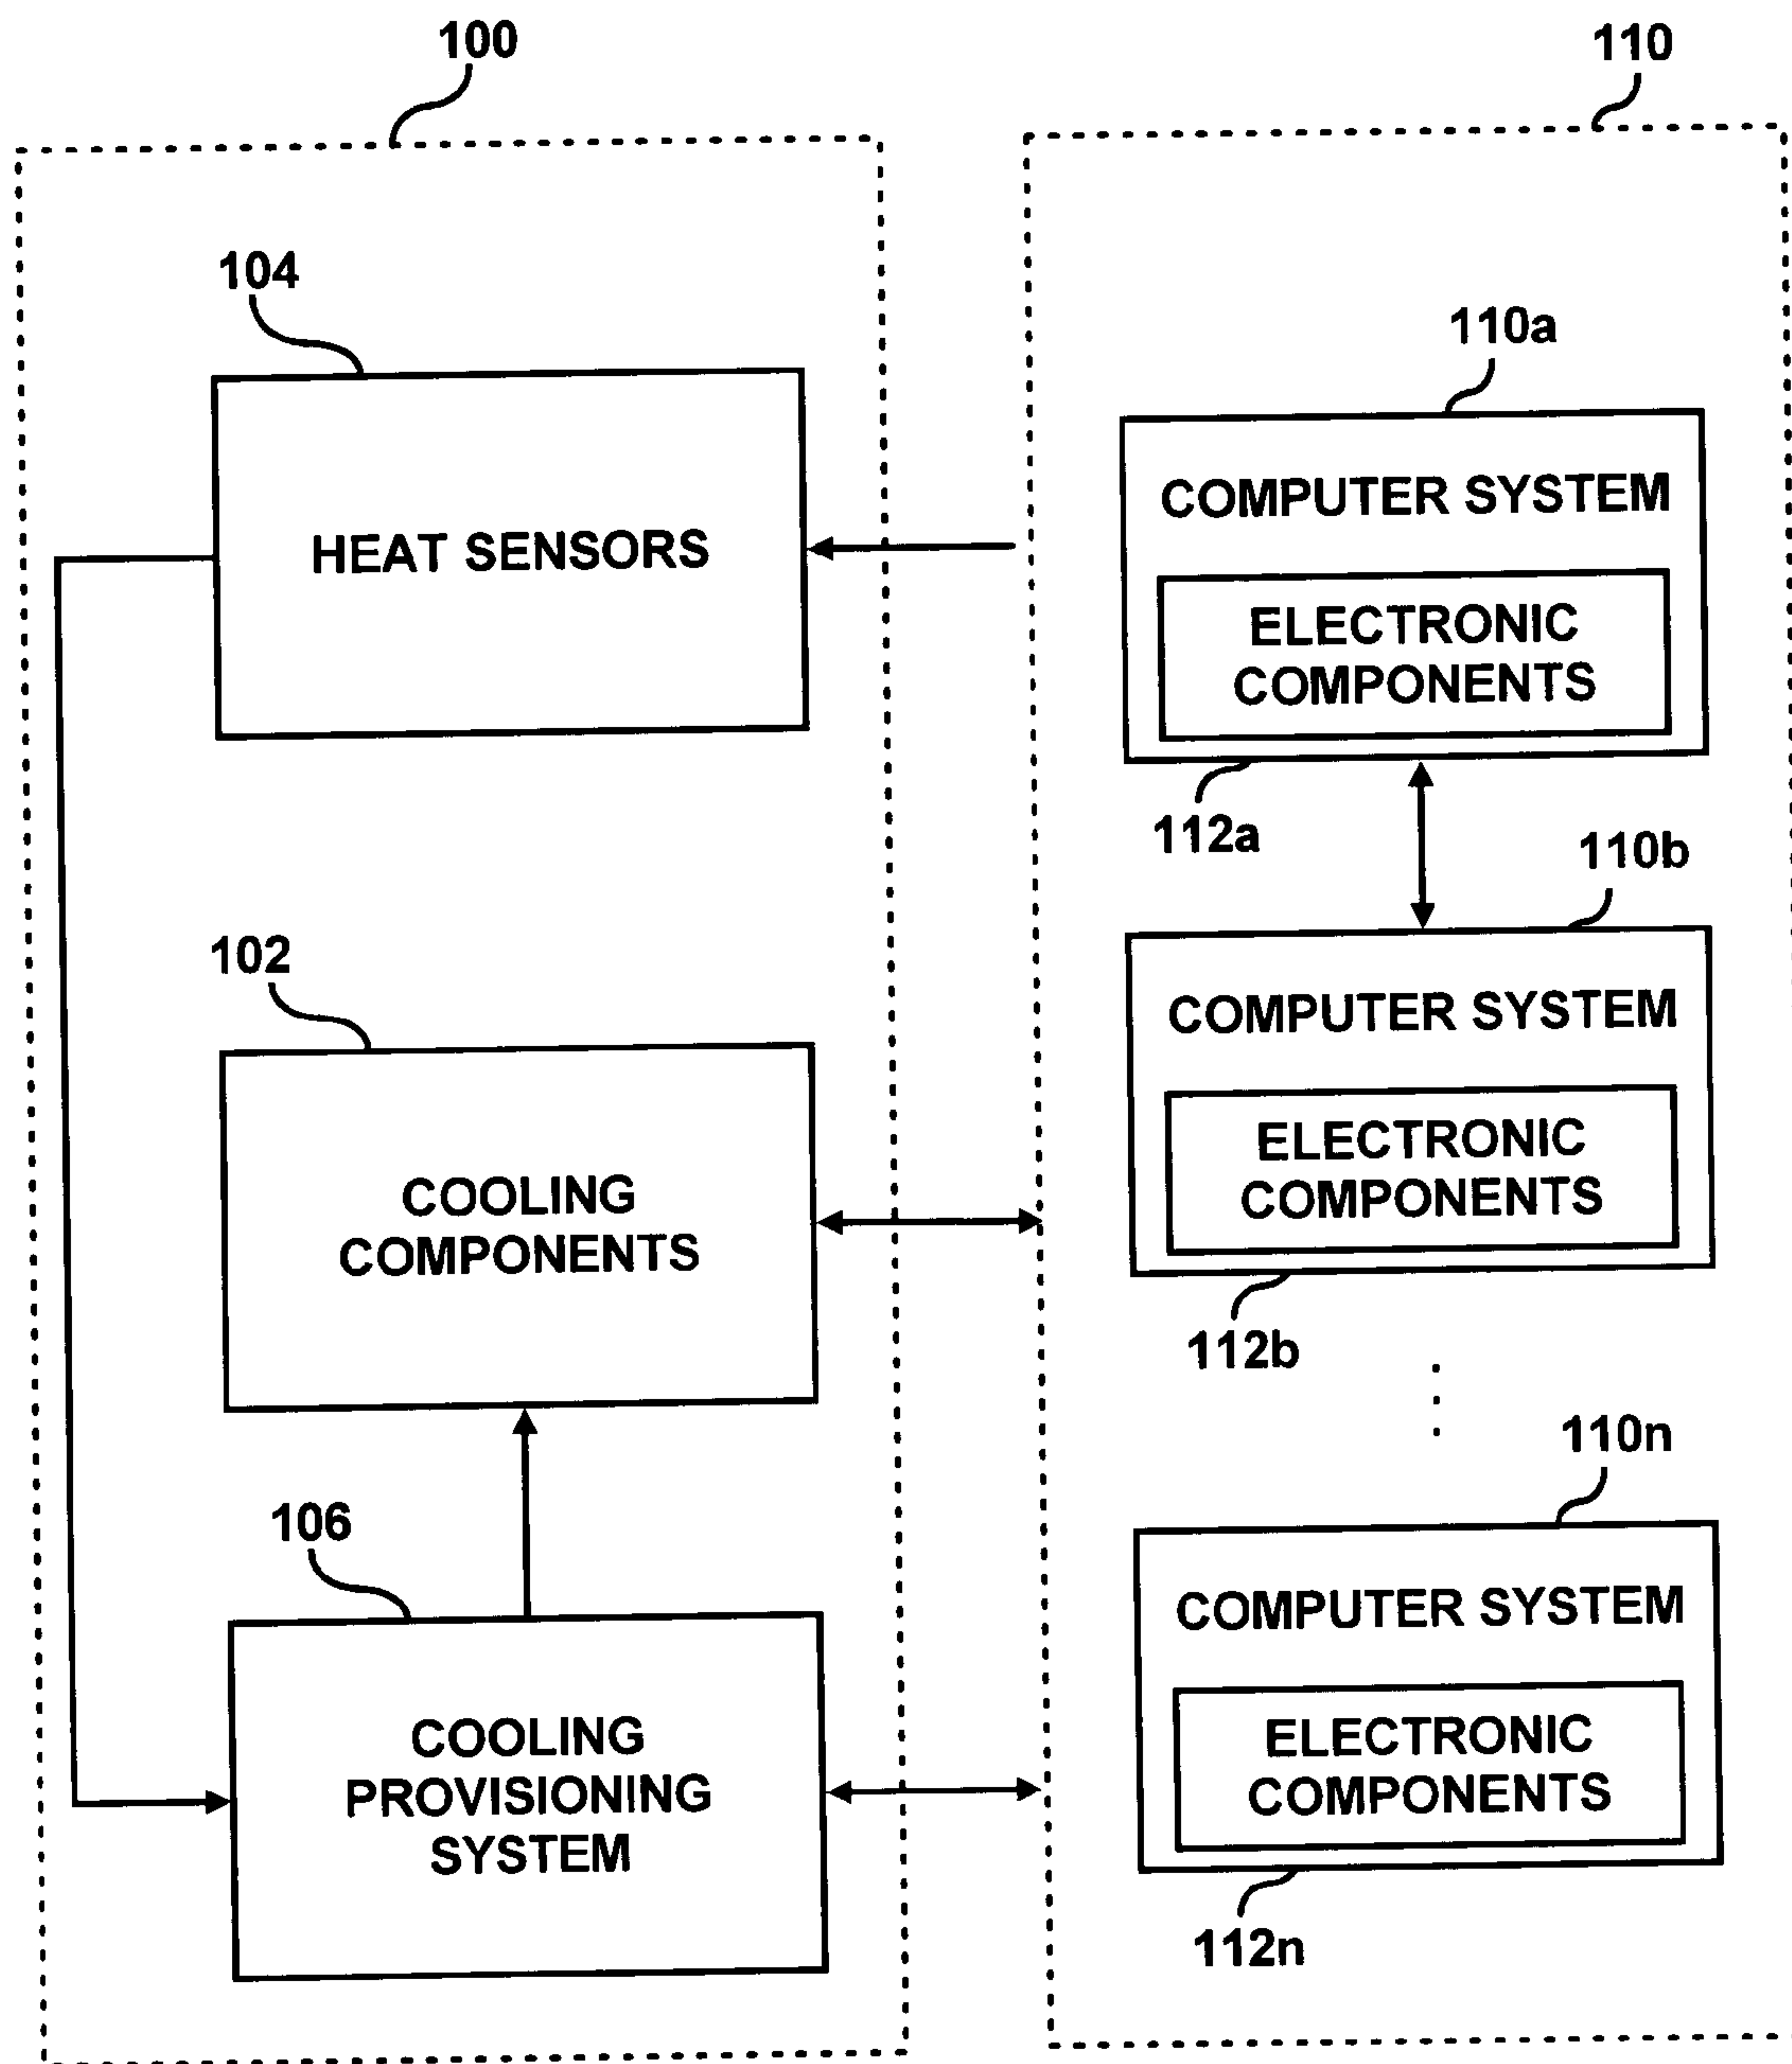 100
110
104
110a
HEAT SENSORS
COMPUTER SYSTEM
ELECTRONIC
COMPONENTS
112a
110b
102
COMPUTER SYSTEM
ELECTRONIC
COMPONENTS
COOLING
COMPONENTS
112b
110n
106
COMPUTER SYSTEM
ELECTRONIC
COMPONENTS
COOLING
PROVISIONING
SYSTEM
112n